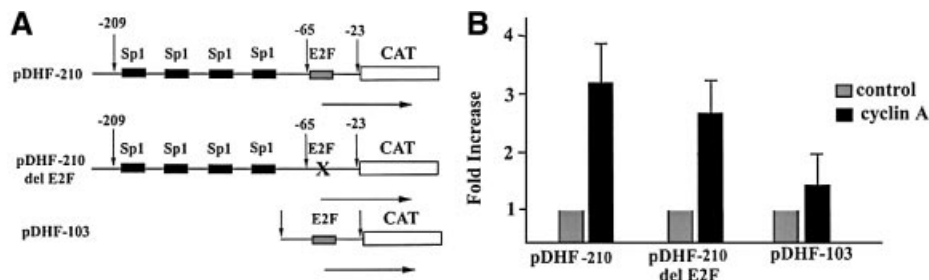 A
-209
-65
-23
Sp1 Sp1 Sp1 Sp1 E2F CAT
pDHF-210
-209
-65
-23
Sp1 Sp1 Sp1 Sp1 E2F CAT
pDHF-210
del E2F
X
E2F CAT
pDHF-103
B
Fold Increase
4
3
2
1
control
cyclin A
pDHF-210
pDHF-210
del E2F
pDHF-103